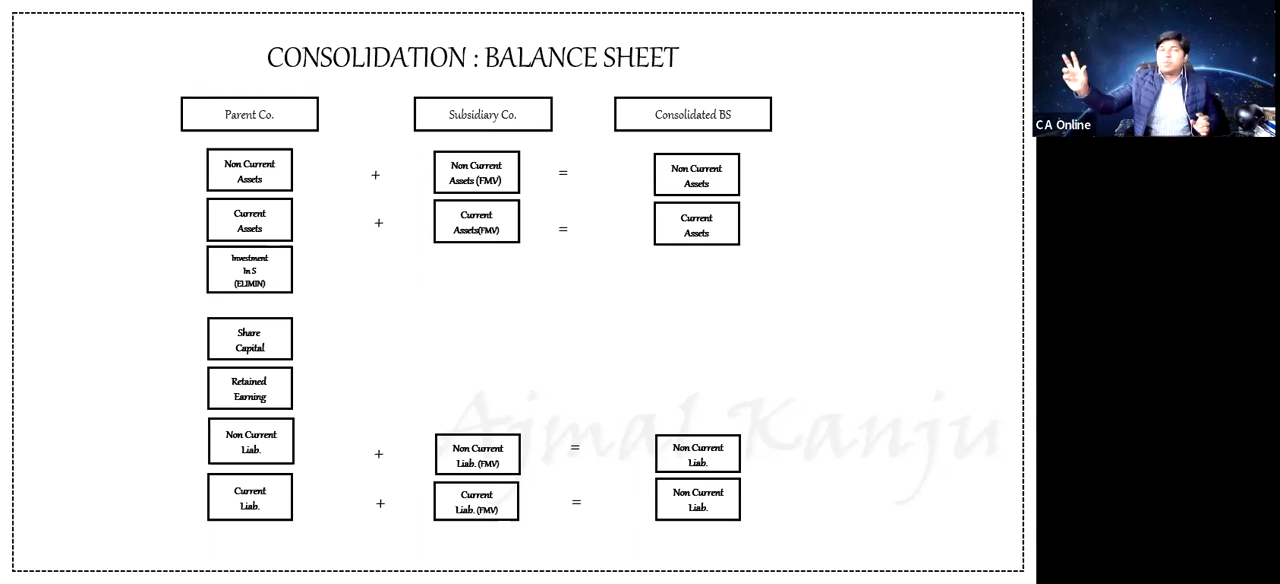 CONSOLIDATION : BALANCE SHEET
Parent Co.
Subsidiary Co.
Consolidated BS
C A Online
Non Current
Assets
+
Non Current
Assets (FMV)
=
Non Current
Assets
Current
Assets
+
Current
Assets(FMV)
=
Current
Assets
Investment
In S
(ELIMIN)
Share
Capital
Retained
Earning
Ajmal Kanju
Non Current
Liab.
+
Non Current
Liab. (FMV)
=
Non Current
Liab.
Current
Liab.
+
Current
Liab. (FMV)
=
Non Current
Liab.